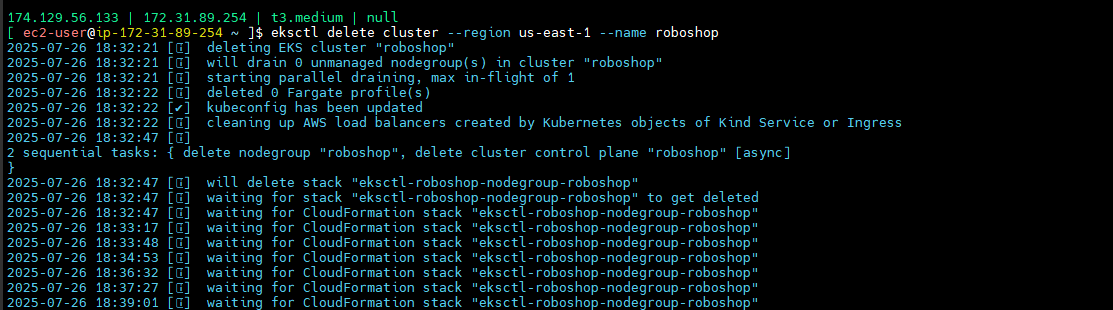 174.129.56.133 | 172.31.89.254 | t3.medium | null
[ ec2-user@ip-172-31-89-254 ~ ]$ eksctl delete cluster --region us-east-1 --name roboshop
2025-07-26 18:32:21 [ℹ]  deleting EKS cluster "roboshop"
2025-07-26 18:32:21 [ℹ]  will drain 0 unmanaged nodegroup(s) in cluster "roboshop"
2025-07-26 18:32:21 [ℹ]  starting parallel draining, max in-flight of 1
2025-07-26 18:32:22 [ℹ]  deleted 0 Fargate profile(s)
2025-07-26 18:32:22 [✔]  kubeconfig has been updated
2025-07-26 18:32:22 [ℹ]  cleaning up AWS load balancers created by Kubernetes objects of Kind Service or Ingress
2025-07-26 18:32:47 [ℹ]
2 sequential tasks: { delete nodegroup "roboshop", delete cluster control plane "roboshop" [async]
}
2025-07-26 18:32:47 [ℹ]  will delete stack "eksctl-roboshop-nodegroup-roboshop"
2025-07-26 18:32:47 [ℹ]  waiting for stack "eksctl-roboshop-nodegroup-roboshop" to get deleted
2025-07-26 18:32:47 [ℹ]  waiting for CloudFormation stack "eksctl-roboshop-nodegroup-roboshop"
2025-07-26 18:33:17 [ℹ]  waiting for CloudFormation stack "eksctl-roboshop-nodegroup-roboshop"
2025-07-26 18:33:48 [ℹ]  waiting for CloudFormation stack "eksctl-roboshop-nodegroup-roboshop"
2025-07-26 18:34:53 [ℹ]  waiting for CloudFormation stack "eksctl-roboshop-nodegroup-roboshop"
2025-07-26 18:36:32 [ℹ]  waiting for CloudFormation stack "eksctl-roboshop-nodegroup-roboshop"
2025-07-26 18:37:27 [ℹ]  waiting for CloudFormation stack "eksctl-roboshop-nodegroup-roboshop"
2025-07-26 18:39:01 [ℹ]  waiting for CloudFormation stack "eksctl-roboshop-nodegroup-roboshop"